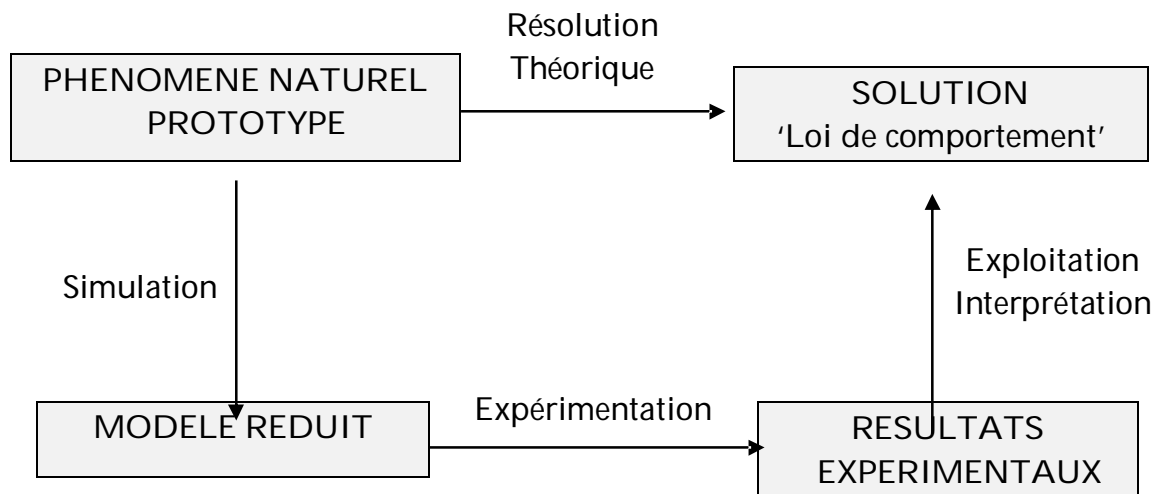 Résolution
Théorique
PHENOMENE NATUREL
PROTOTYPE
SOLUTION
‘Loi de comportement’
Simulation
Exploitation
Interprétation
MODELE REDUIT
Expérimentation
RESULTATS
EXPERIMENTAUX